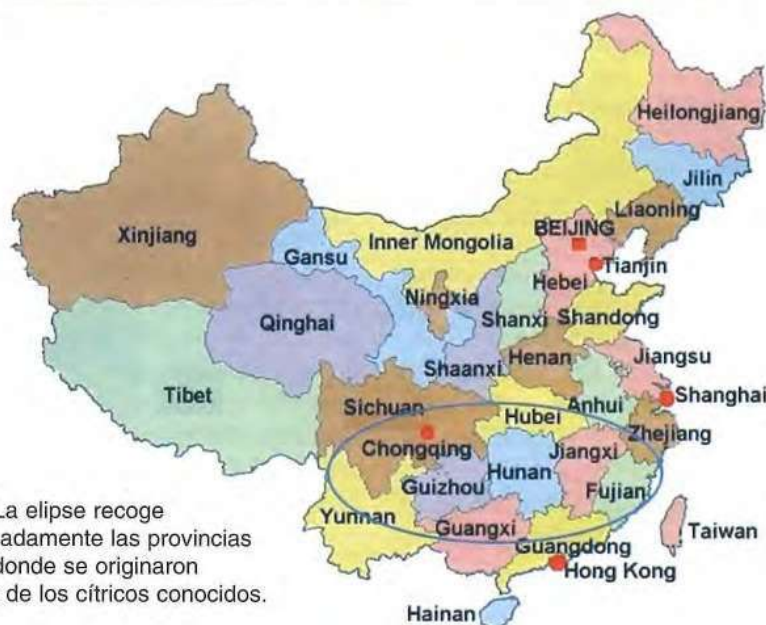 Heilongjiang
Jilin
Liaoning
Xinjiang
Inner Mongolia
BEIJING
Gansu
Tianjin
Hebei
Ningxia
Qinghai
Shanxi
Shandong
Shaanxi
Henan
Jiangsu
Tibet
Sichuan
Anhui
Shanghai
Hubei
Chongqing
Zhejiang
Jiangxi
Hunan
Guizhou
Fujian
Yunnan
Guangxi
Taiwan
Guangdong
Hong Kong
Hainan
La elipse recoge
adamente las provincias
donde se originaron
de los cítricos conocidos.